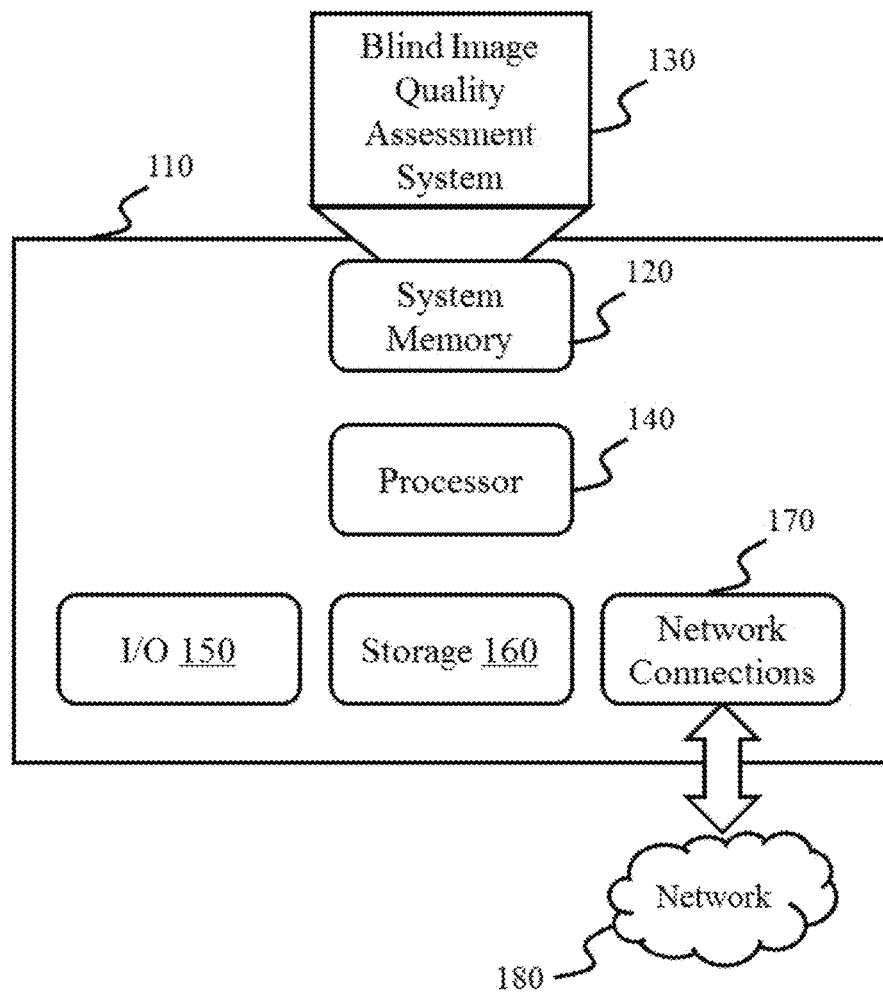 Blind Image
Quality
Assessment
System
130
110
System
Memory
120
Processor
140
170
I/O 150
Storage 160
Network
Connections
Network
180